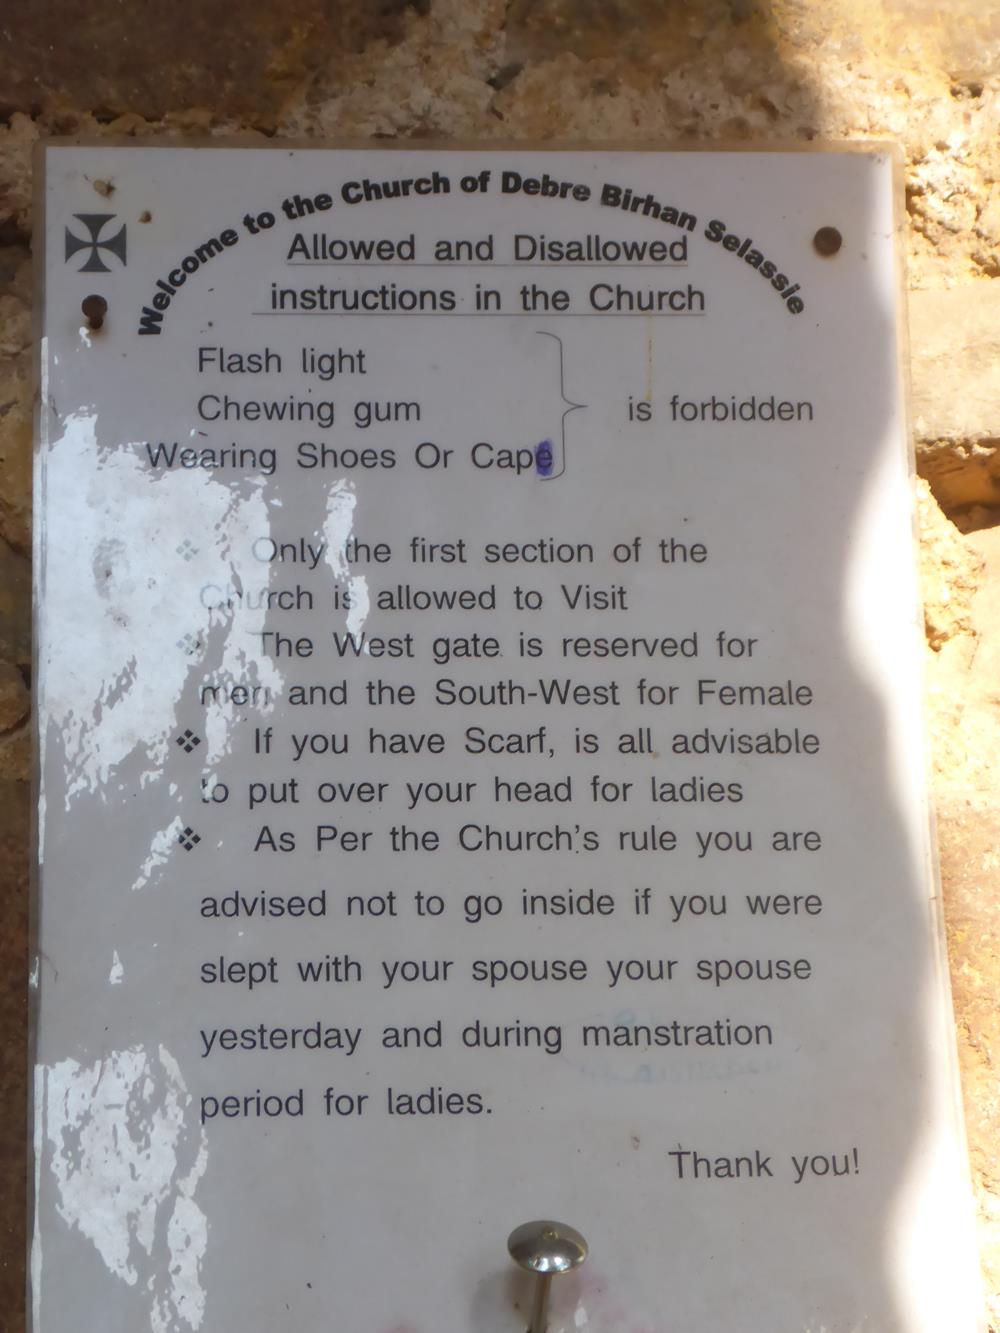 Welcome to the Church of Debre Birhan Selassie
Allowed and Disallowed
instructions in the Church
Flash light
Chewing gum
is forbidden
Wearing Shoes Or Cape
Only the first section of the
Church is allowed to Visit
The West gate is reserved for
men and the South-West for Female
If you have Scarf, is all advisable
to put over your head for ladies
As Per the Church's rule you are
advised not to go inside if you were
slept with your spouse your spouse
yesterday and during manstration
period for ladies.
Thank you!